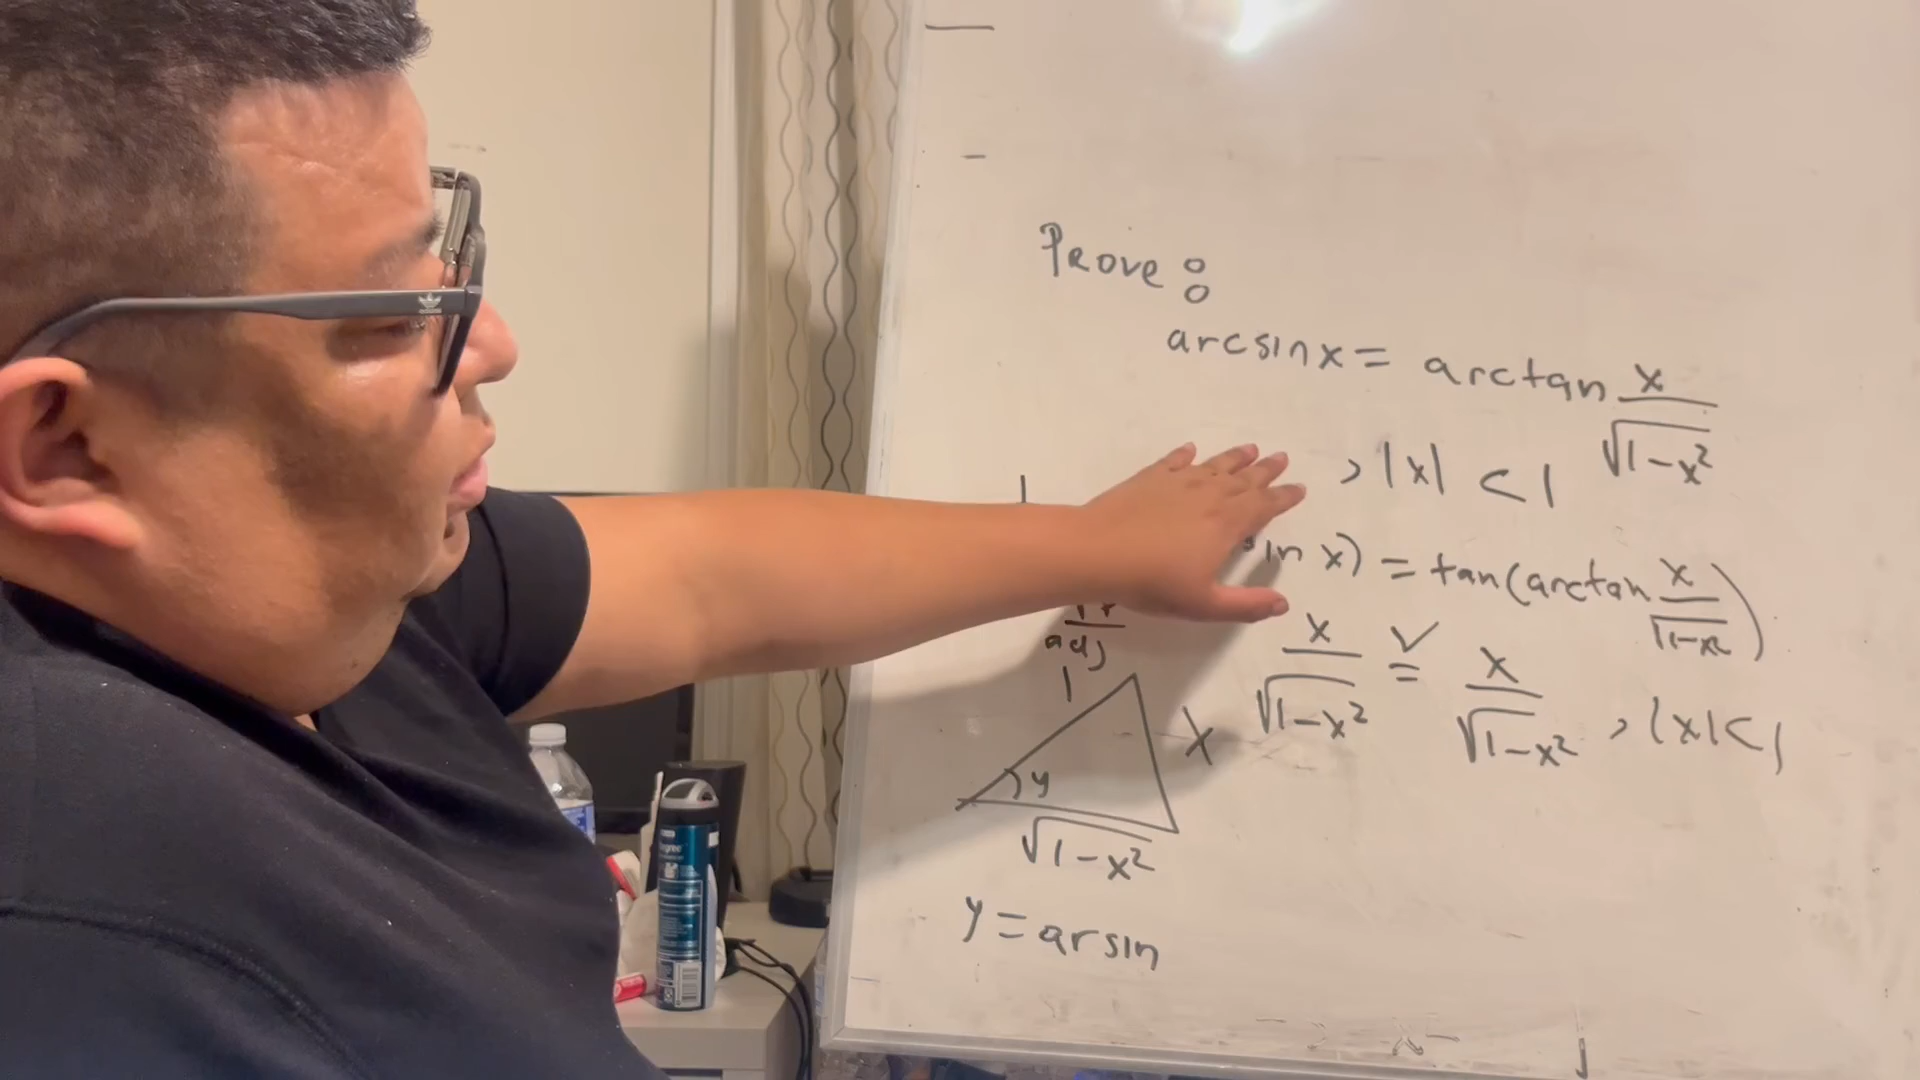 Prove :
arcsin x = arctan x/√(1-x²)
, |x| < 1
in x) = tan(arctan x/√(1-x²))
adj
x/√(1-x²) = x/√(1-x²) , |x| < 1
1
x
y
√(1-x²)
y = arsin